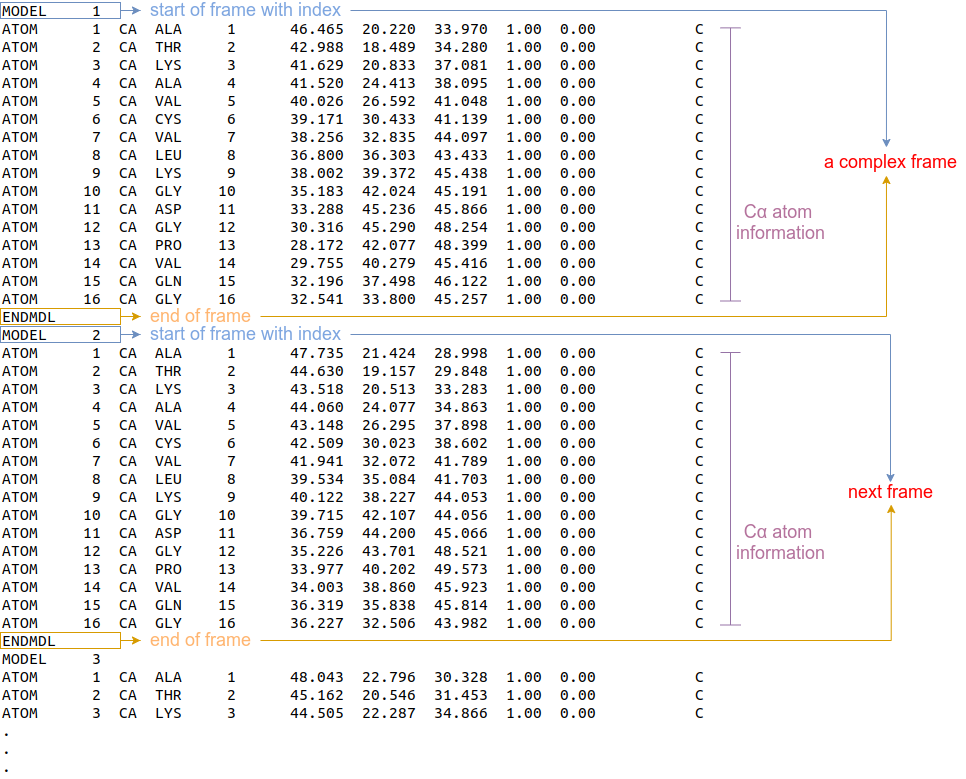 MODEL 1 start of frame with index
ATOM 1 CA ALA 1 46.465 20.220 33.970 1.00 0.00 C
ATOM 2 CA THR 2 42.988 18.489 34.280 1.00 0.00 C
ATOM 3 CA LYS 3 41.629 20.833 37.081 1.00 0.00 C
ATOM 4 CA ALA 4 41.520 24.413 38.095 1.00 0.00 C
ATOM 5 CA VAL 5 40.026 26.592 41.048 1.00 0.00 C
ATOM 6 CA CYS 6 39.171 30.433 41.139 1.00 0.00 C
ATOM 7 CA VAL 7 38.256 32.835 44.097 1.00 0.00 C
ATOM 8 CA LEU 8 36.800 36.303 43.433 1.00 0.00 C
a complex frame
ATOM 9 CA LYS 9 38.002 39.372 45.438 1.00 0.00 C
ATOM 10 CA GLY 10 35.183 42.024 45.191 1.00 0.00 C
ATOM 11 CA ASP 11 33.288 45.236 45.866 1.00 0.00 C
Cα atom
ATOM 12 CA GLY 12 30.316 45.290 48.254 1.00 0.00 C
information
ATOM 13 CA PRO 13 28.172 42.077 48.399 1.00 0.00 C
ATOM 14 CA VAL 14 29.755 40.279 45.416 1.00 0.00 C
ATOM 15 CA GLN 15 32.196 37.498 46.122 1.00 0.00 C
ATOM 16 CA GLY 16 32.541 33.800 45.257 1.00 0.00 C
ENDMDL end of frame
MODEL 2 start of frame with index
ATOM 1 CA ALA 1 47.735 21.424 28.998 1.00 0.00 C
ATOM 2 CA THR 2 44.630 19.157 29.848 1.00 0.00 C
ATOM 3 CA LYS 3 43.518 20.513 33.283 1.00 0.00 C
ATOM 4 CA ALA 4 44.060 24.077 34.863 1.00 0.00 C
ATOM 5 CA VAL 5 43.148 26.295 37.898 1.00 0.00 C
ATOM 6 CA CYS 6 42.509 30.023 38.602 1.00 0.00 C
ATOM 7 CA VAL 7 41.941 32.072 41.789 1.00 0.00 C
ATOM 8 CA LEU 8 39.534 35.084 41.703 1.00 0.00 C
next frame
ATOM 9 CA LYS 9 40.122 38.227 44.053 1.00 0.00 C
ATOM 10 CA GLY 10 39.715 42.107 44.056 1.00 0.00 C
ATOM 11 CA ASP 11 36.759 44.200 45.066 1.00 0.00 C
Cα atom
ATOM 12 CA GLY 12 35.226 43.701 48.521 1.00 0.00 C
information
ATOM 13 CA PRO 13 33.977 40.202 49.573 1.00 0.00 C
ATOM 14 CA VAL 14 34.003 38.860 45.923 1.00 0.00 C
ATOM 15 CA GLN 15 36.319 35.838 45.814 1.00 0.00 C
ATOM 16 CA GLY 16 36.227 32.506 43.982 1.00 0.00 C
ENDMDL end of frame
MODEL 3
ATOM 1 CA ALA 1 48.043 22.796 30.328 1.00 0.00 C
ATOM 2 CA THR 2 45.162 20.546 31.453 1.00 0.00 C
ATOM 3 CA LYS 3 44.505 22.287 34.866 1.00 0.00 C
.
.
.